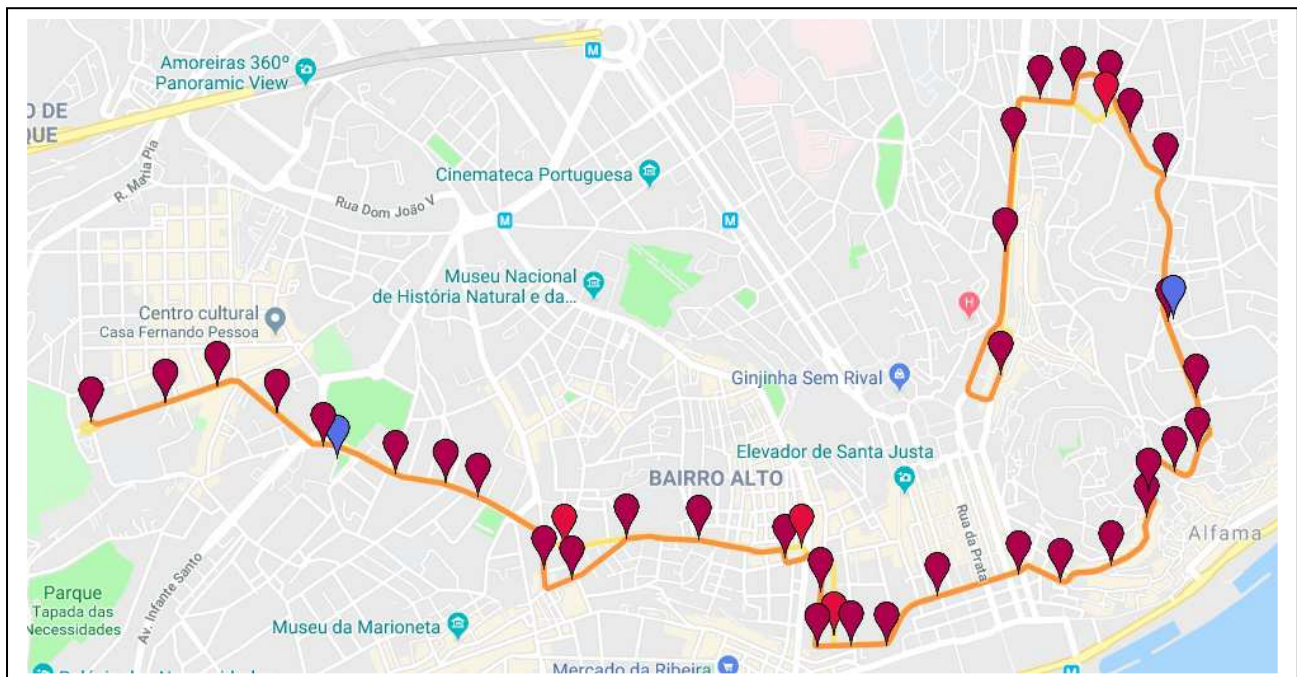 Amoreiras 360º
Panoramic View
O DE
QUE
R. Maria Pia
Rua Dom João V
M
Cinemateca Portuguesa
M
M
Museu Nacional
de História Natural e da...
Centro cultural
Casa Fernando Pessoa
H
Ginjinha Sem Rival
Elevador de Santa Justa
BAIRRO ALTO
Rua da Prata
Alfama
Av. Infante Santo
Parque
Tapada das
Necessidades
Museu da Marioneta
Mercado da Ribeira
M